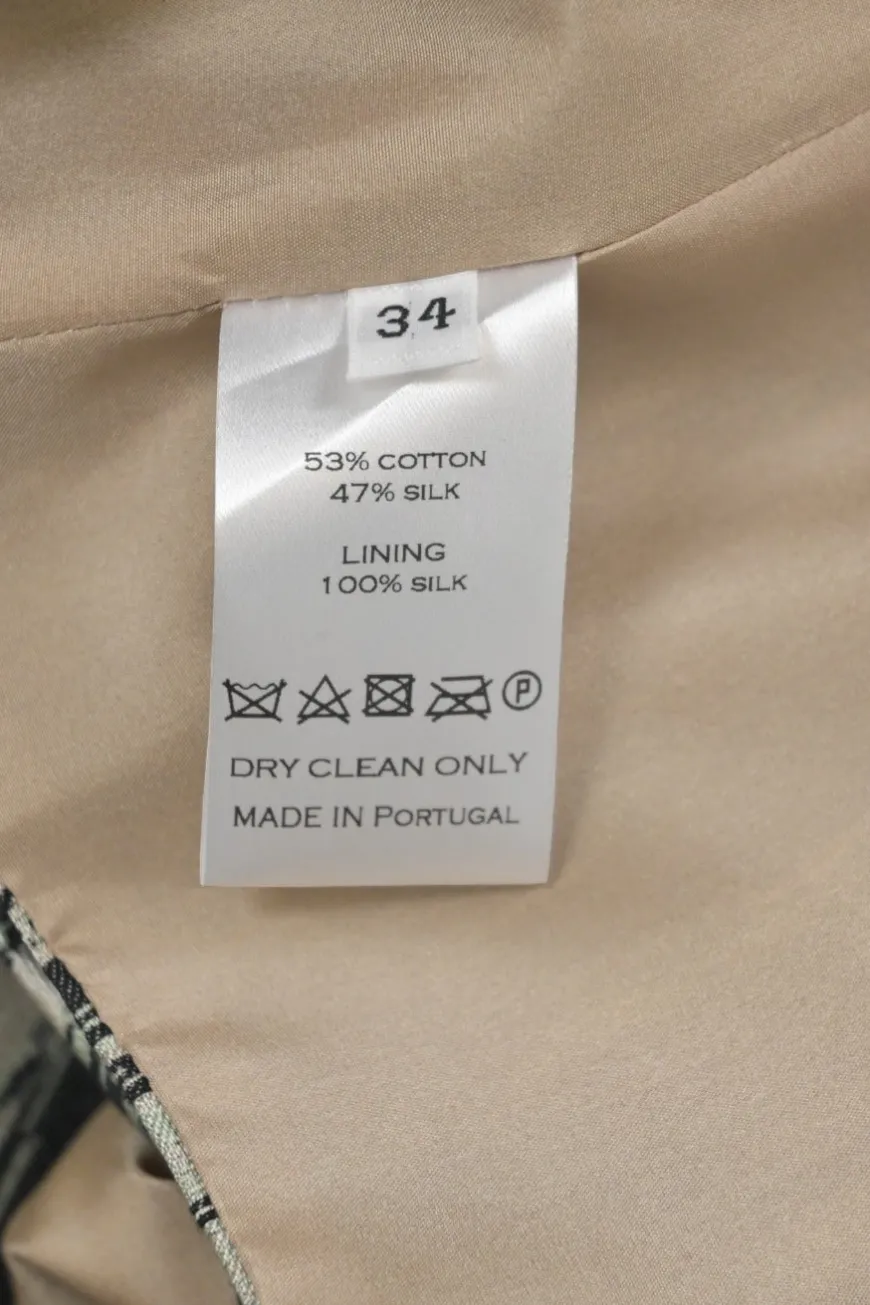 34
53% COTTON
47% SILK
LINING
100% SILK
P
DRY CLEAN ONLY
MADE IN PORTUGAL